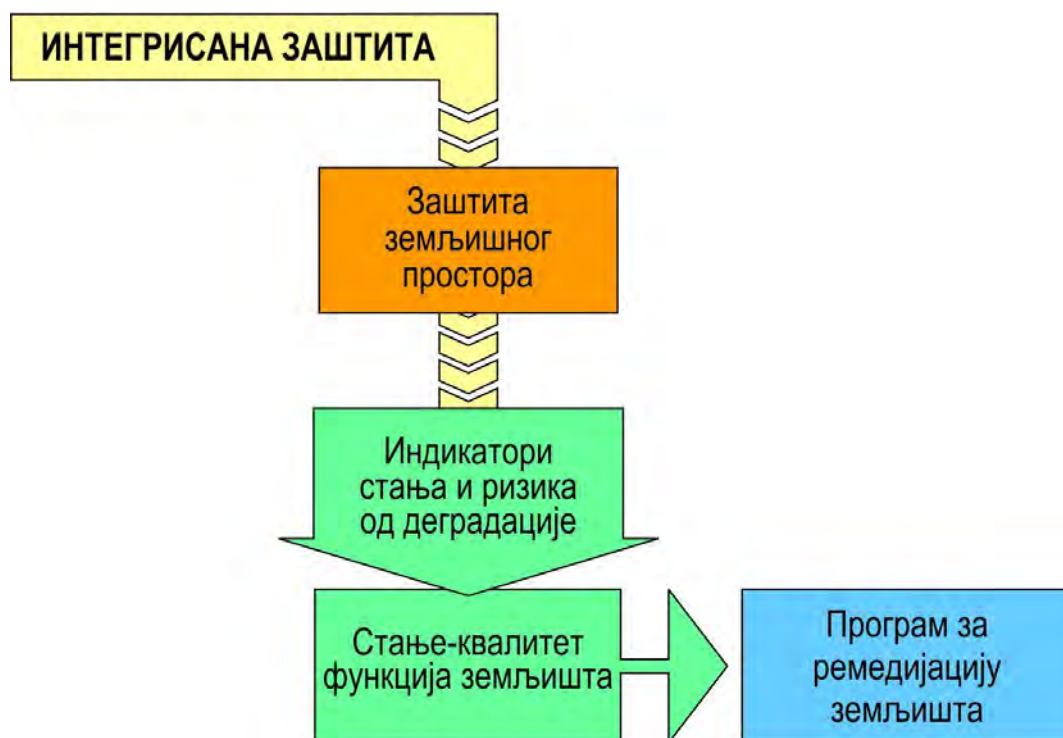 ИНТЕГРИСАНА ЗАШТИТА
Заштита
земљишног
простора
Индикатори
стања и ризика
од деградације
Стање-квалитет
функција земљишта
Програм за
ремедијацију
земљишта